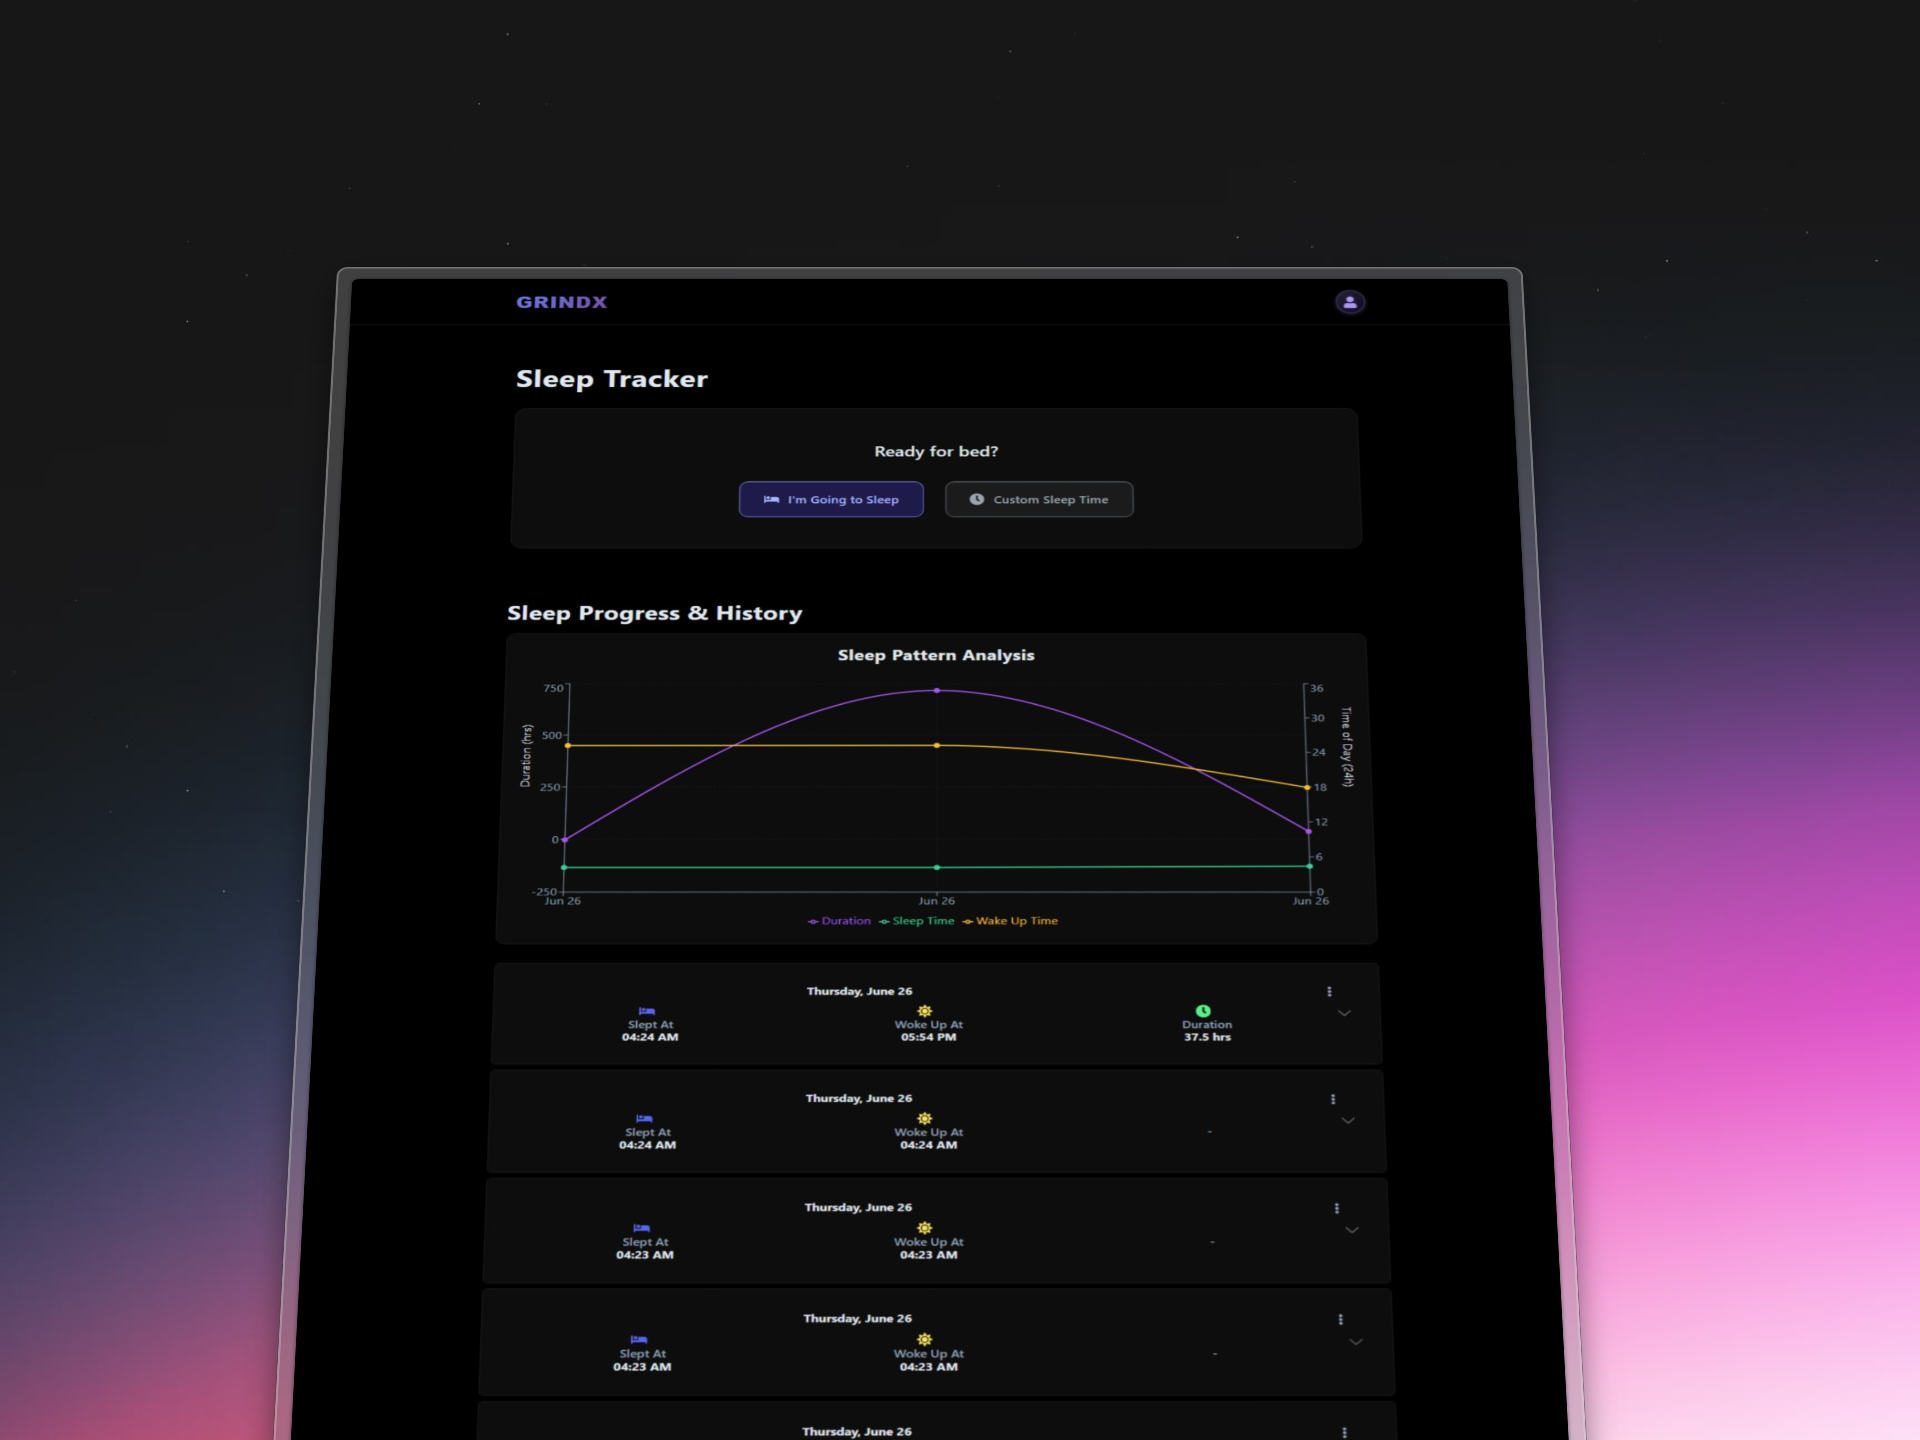 GRINDX
Sleep Tracker
Ready for bed?
I'm Going to Sleep
Custom Sleep Time
Sleep Progress & History
Sleep Pattern Analysis
750
500
250
0
-250
Duration (hrs)
36
30
24
18
12
6
0
Time of Day (24h)
Jun 26
Jun 26
Jun 26
Duration Sleep Time Wake Up Time
Thursday, June 26
Slept At Woke Up At Duration
04:24 AM 05:54 PM 37.5 hrs
Thursday, June 26
Slept At Woke Up At -
04:24 AM 04:24 AM
Thursday, June 26
Slept At Woke Up At -
04:23 AM 04:23 AM
Thursday, June 26
Slept At Woke Up At -
04:23 AM 04:23 AM
Thursday, June 26